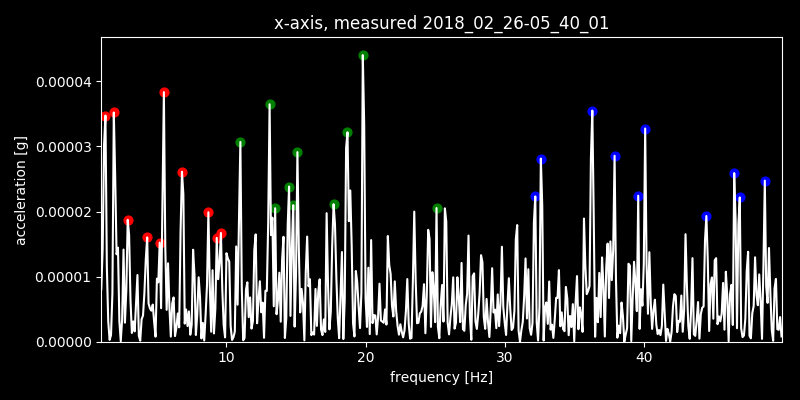 x-axis, measured 2018_02_26-05_40_01
acceleration [g]
0.00004
0.00003
0.00002
0.00001
0.00000
10 20 30 40
frequency [Hz]